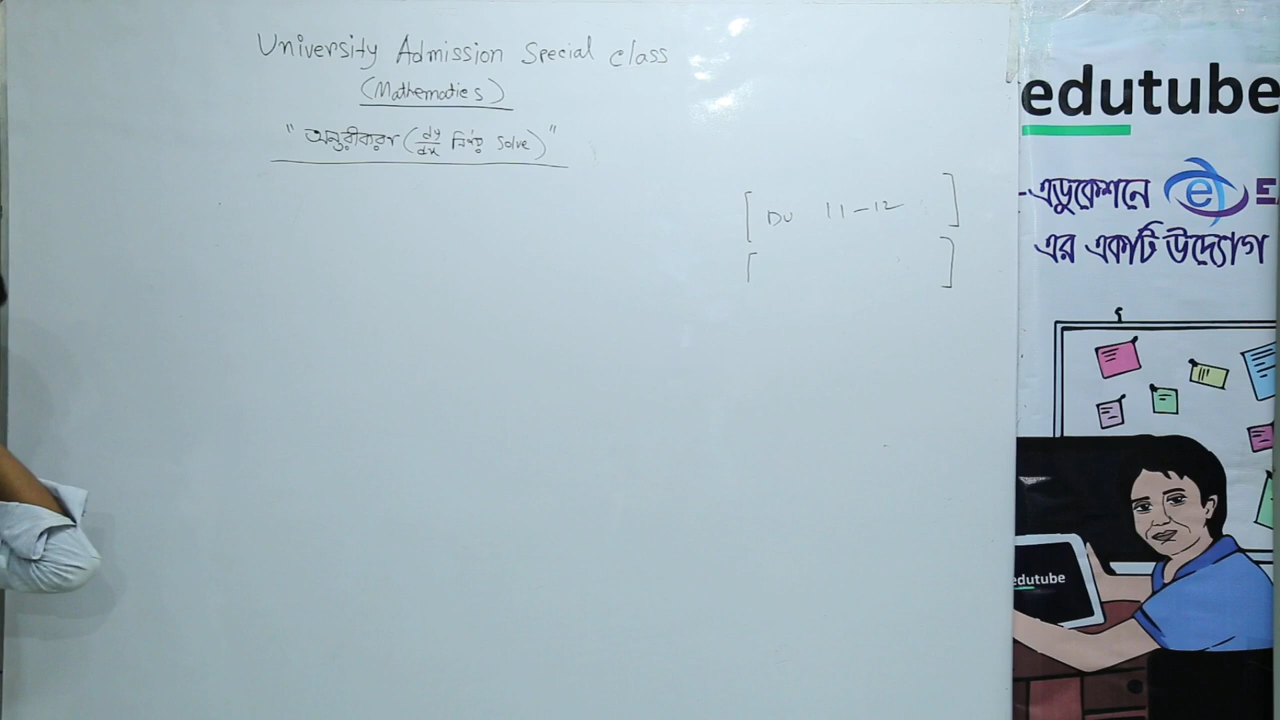 University Admission Special class
(Mathematics)
"অন্তরীকরণ (dy/dx নির্ণয় Solve)"
[ DU 11-12 ]
[ ]
edutube
-এডুকেশনে e E
এর একটি উদ্যোগ
edutube